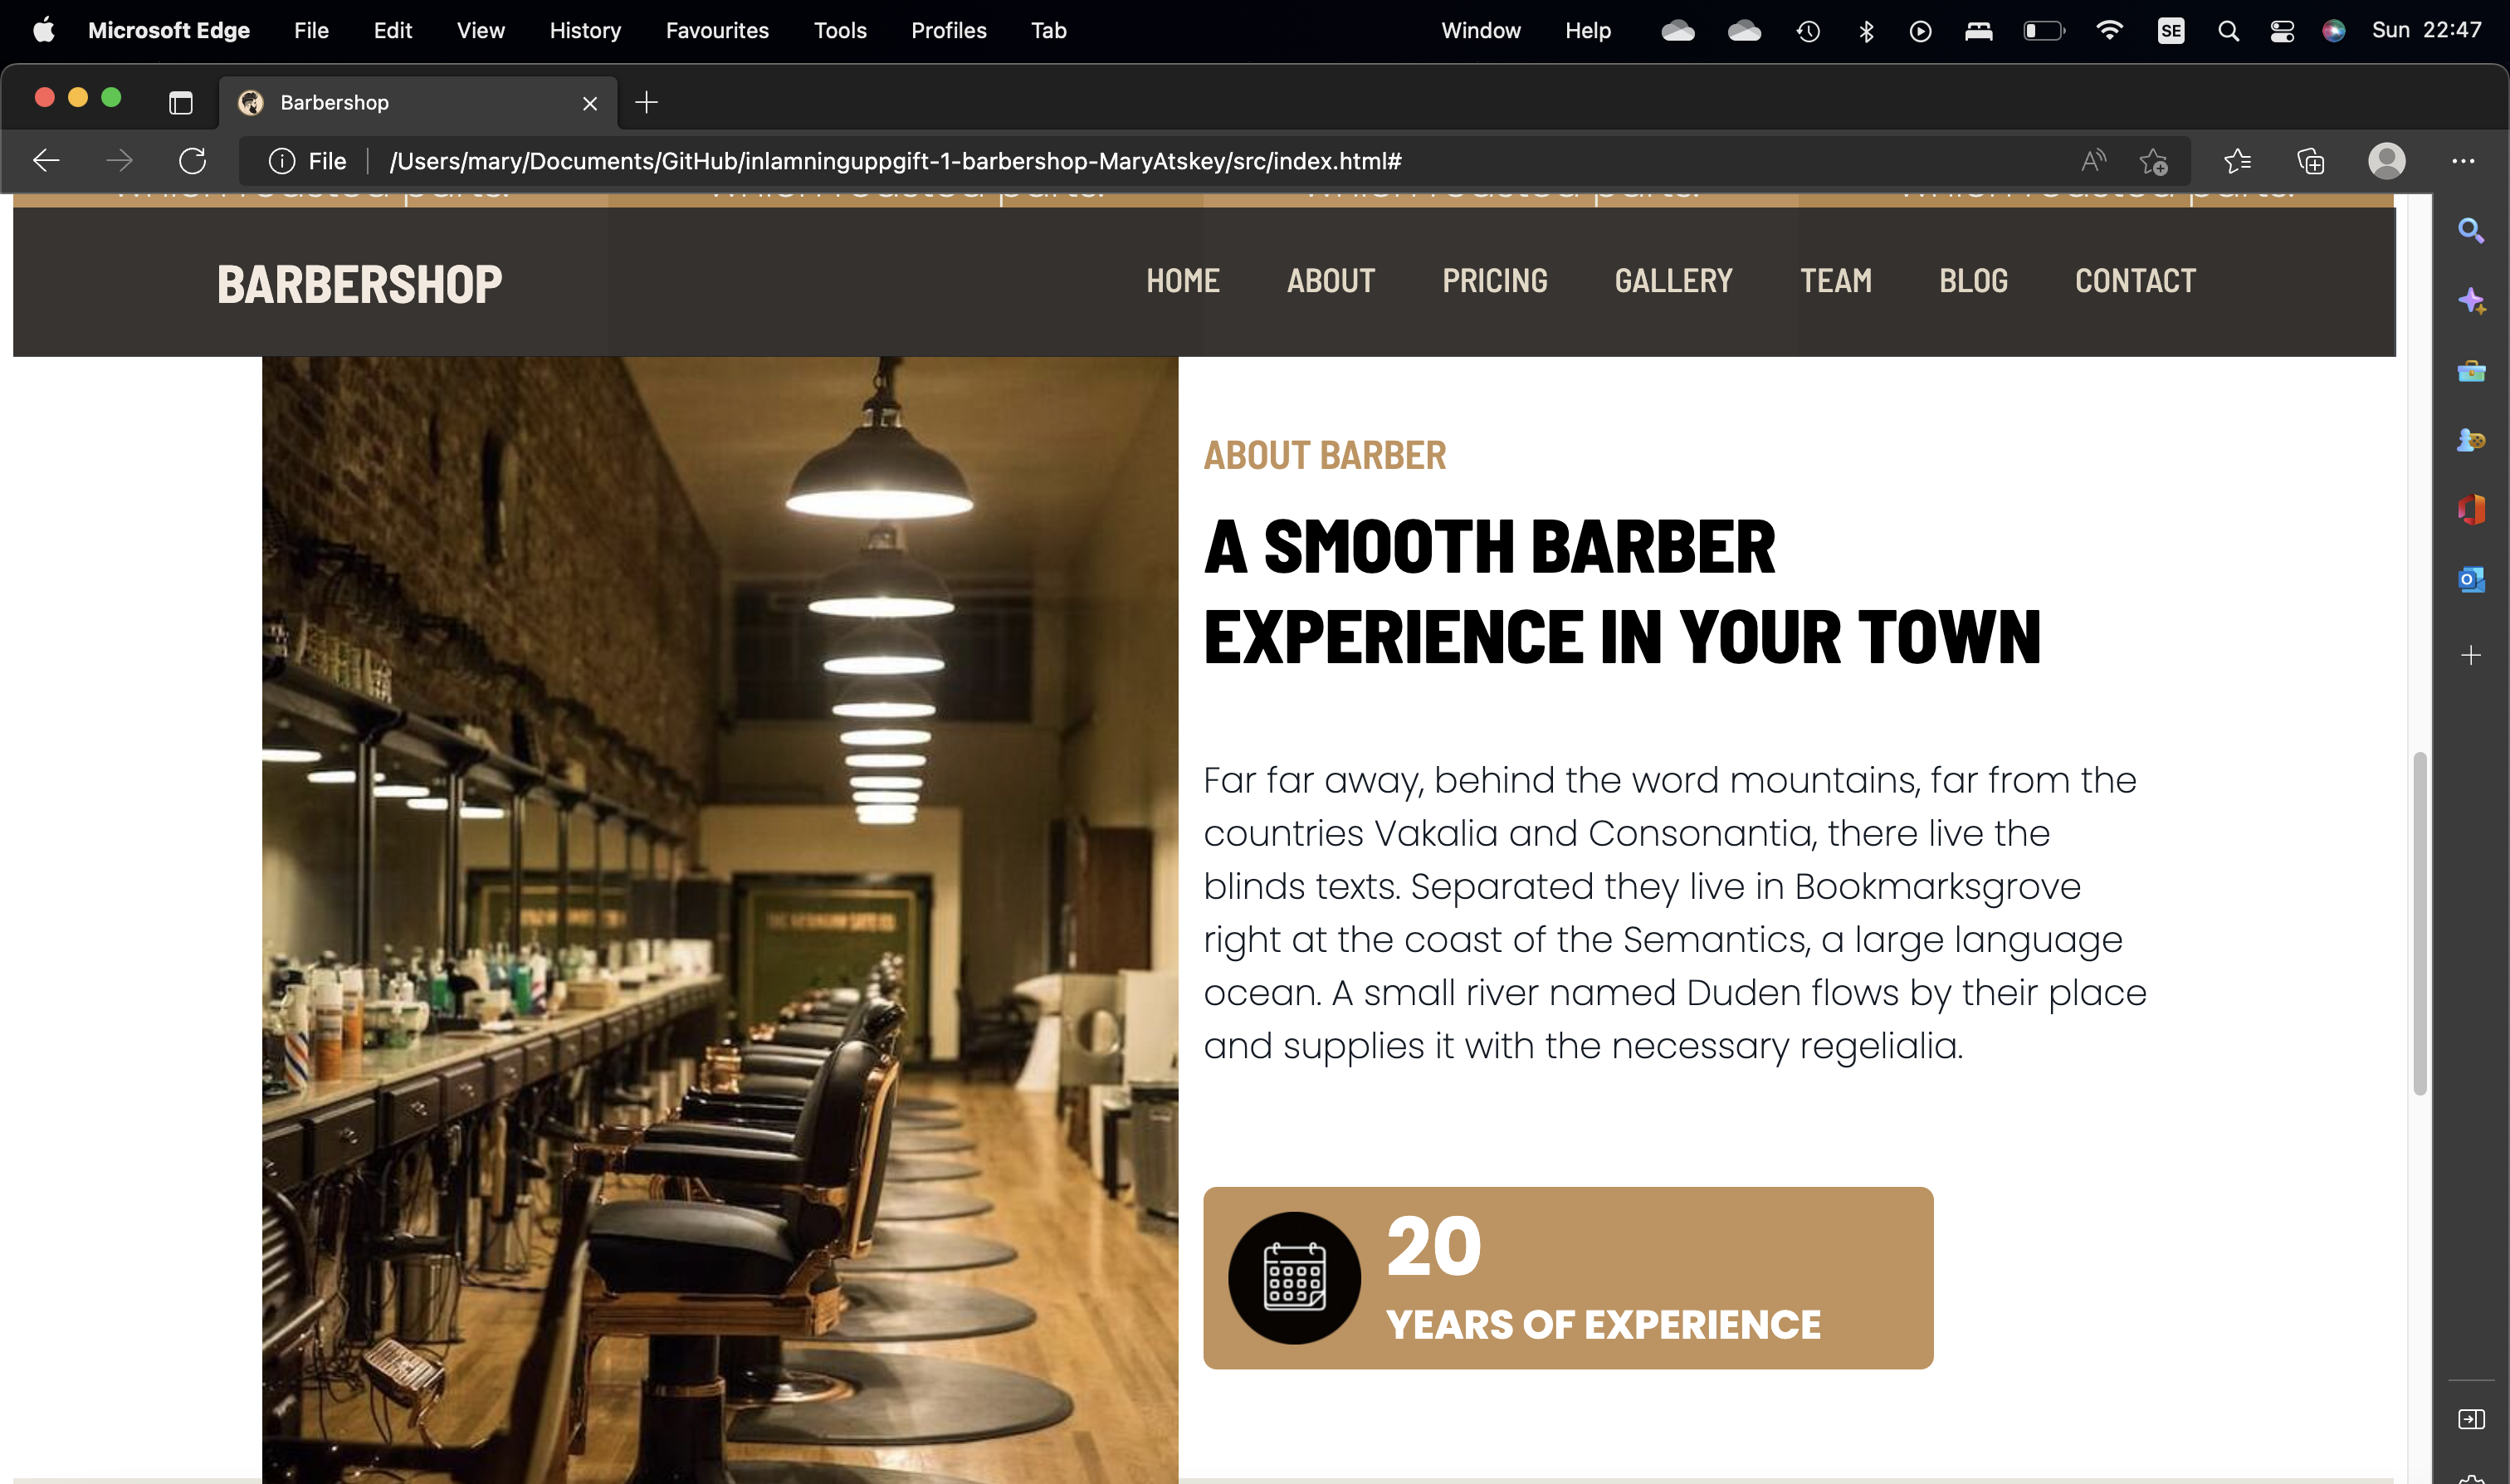 Microsoft Edge File Edit View History Favourites Tools Profiles Tab Window Help SE Sun 22:47
Barbershop
File /Users/mary/Documents/GitHub/inlamninguppgift-1-barbershop-MaryAtskey/src/index.html#
BARBERSHOP HOME ABOUT PRICING GALLERY TEAM BLOG CONTACT
ABOUT BARBER
A SMOOTH BARBER
EXPERIENCE IN YOUR TOWN
Far far away, behind the word mountains, far from the
countries Vakalia and Consonantia, there live the
blinds texts. Separated they live in Bookmarksgrove
right at the coast of the Semantics, a large language
ocean. A small river named Duden flows by their place
and supplies it with the necessary regelialia.
20
YEARS OF EXPERIENCE